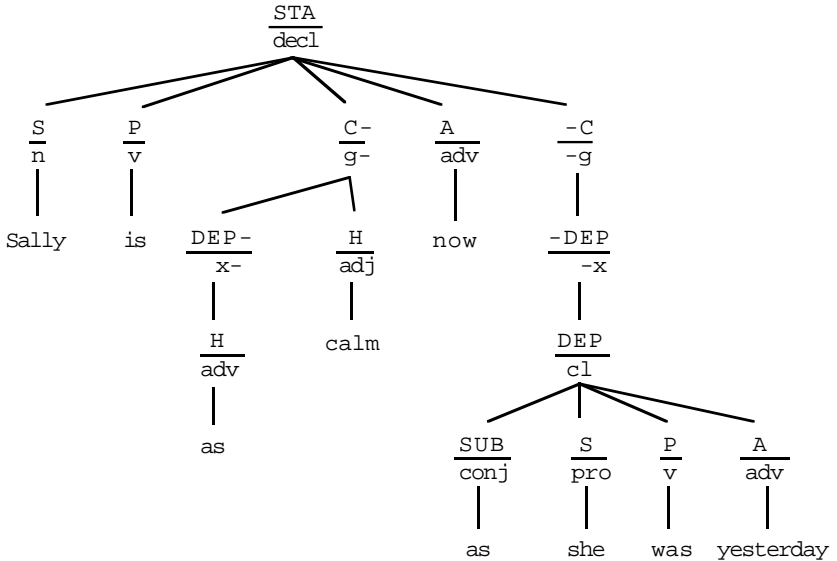 STA
decl
S P C- A -C
n v g- adv -g
Sally is DEP- H now -DEP
x- adj -x
H calm DEP
adv cl
as SUB S P A
conj pro v adv
as she was yesterday